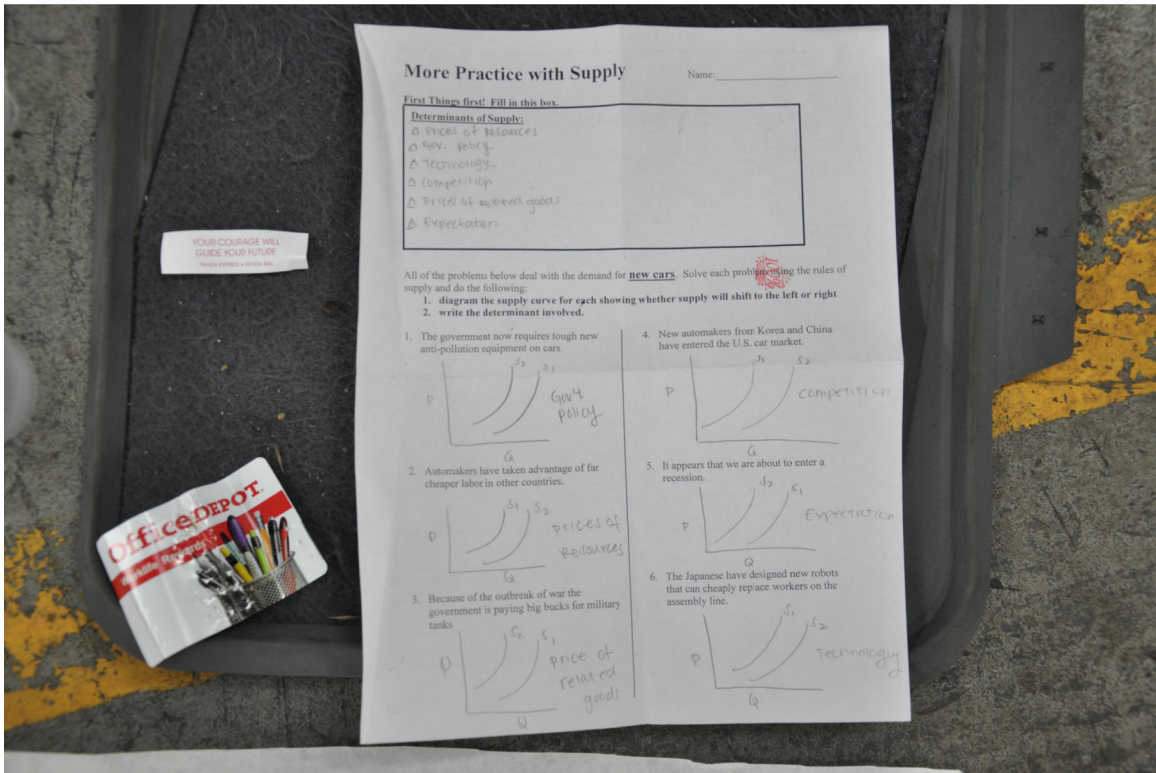 More Practice with Supply
Name:
First Things first! Fill in this box.
Determinants of Supply:
Δ Prices of Resources
Δ Gov. Policy
Δ Technology
Δ Competition
Δ Prices of related goods
Δ Expectation
All of the problems below deal with the demand for new cars. Solve each problem using the rules of
supply and do the following:
1. diagram the supply curve for each showing whether supply will shift to the left or right
2. write the determinant involved.
1. The government now requires tough new
anti-pollution equipment on cars.
S2 S1
P
Gov't
policy
Q
2. Automakers have taken advantage of far
cheaper labor in other countries.
S1 S2
P
prices of
Resources
Q
3. Because of the outbreak of war the
government is paying big bucks for military
tanks
S2 S1
P
price of
related
goods
Q
4. New automakers from Korea and China
have entered the U.S. car market.
S1 S2
P
Competition
Q
5. It appears that we are about to enter a
recession.
S2 S1
P
Expectation
Q
6. The Japanese have designed new robots
that can cheaply replace workers on the
assembly line.
S1 S2
P
Technology
Q
YOUR COURAGE WILL
GUIDE YOUR FUTURE
PANDA EXPRESS • PANDA INN
Office DEPOT
Worklife Rewards